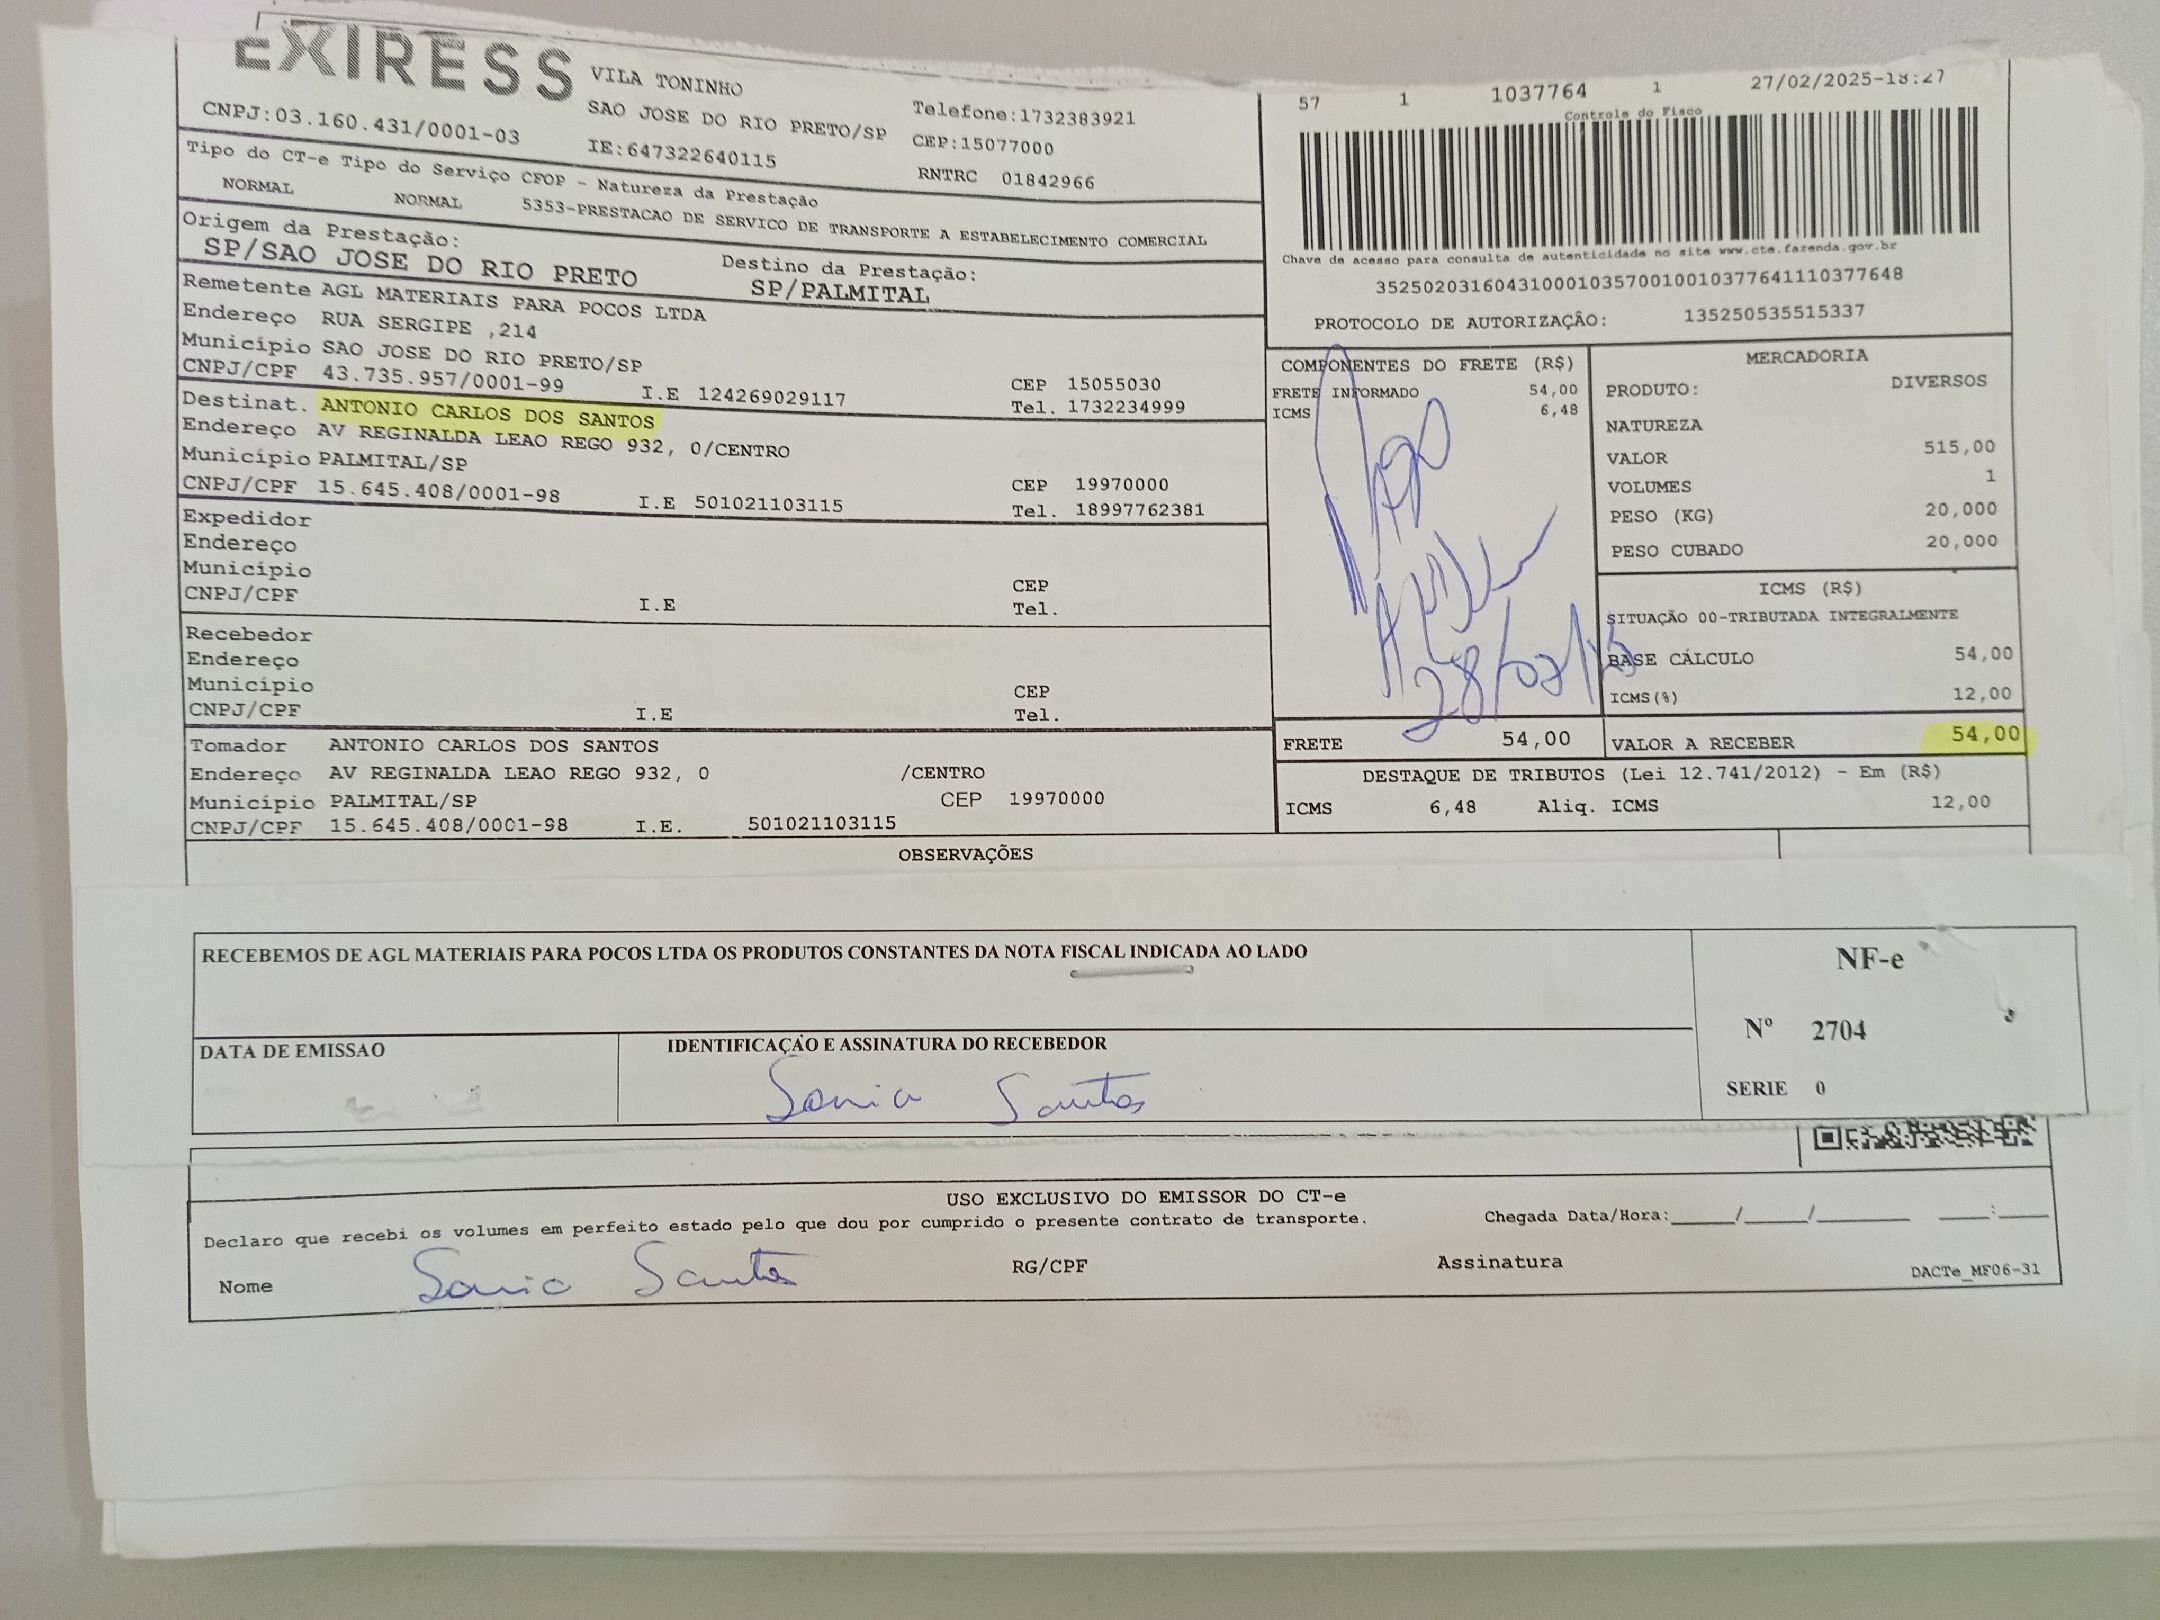 EXPRESS
VILA TONINHO
CNPJ:03.160.431/0001-03
SAO JOSE DO RIO PRETO/SP
Telefone:1732383921
IE:647322640115
CEP:15077000
RNTRC 01842966
57 1 1037764 1 27/02/2025-18:27
Controle do Fisco
Tipo do CT-e Tipo do Serviço CFOP - Natureza da Prestação
NORMAL NORMAL 5353-PRESTACAO DE SERVICO DE TRANSPORTE A ESTABELECIMENTO COMERCIAL
Chave de acesso para consulta de autenticidade no site www.cte.fazenda.gov.br
35250203160431000103570010010377641110377648
PROTOCOLO DE AUTORIZAÇÃO: 135250535515337
Origem da Prestação:
SP/SAO JOSE DO RIO PRETO
Destino da Prestação:
SP/PALMITAL
Remetente AGL MATERIAIS PARA POCOS LTDA
Endereço RUA SERGIPE ,214
Município SAO JOSE DO RIO PRETO/SP CEP 15055030
CNPJ/CPF 43.735.957/0001-99 I.E 124269029117 Tel. 1732234999
Destinat. ANTONIO CARLOS DOS SANTOS
Endereço AV REGINALDA LEAO REGO 932, 0/CENTRO
Município PALMITAL/SP CEP 19970000
CNPJ/CPF 15.645.408/0001-98 I.E 501021103115 Tel. 18997762381
Expedidor
Endereço
Município CEP
CNPJ/CPF I.E Tel.
Recebedor
Endereço
Município CEP
CNPJ/CPF I.E Tel.
Tomador ANTONIO CARLOS DOS SANTOS
Endereço AV REGINALDA LEAO REGO 932, 0 /CENTRO
Município PALMITAL/SP CEP 19970000
CNPJ/CPF 15.645.408/0001-98 I.E. 501021103115
COMPONENTES DO FRETE (R$)
FRETE INFORMADO 54,00
ICMS 6,48
28/02/25
FRETE 54,00
MERCADORIA
PRODUTO: DIVERSOS
NATUREZA
VALOR 515,00
VOLUMES 1
PESO (KG) 20,000
PESO CUBADO 20,000
ICMS (R$)
SITUAÇÃO 00-TRIBUTADA INTEGRALMENTE
BASE CÁLCULO 54,00
ICMS(%) 12,00
VALOR A RECEBER 54,00
DESTAQUE DE TRIBUTOS (Lei 12.741/2012) - Em (R$)
ICMS 6,48 Aliq. ICMS 12,00
OBSERVAÇÕES
RECEBEMOS DE AGL MATERIAIS PARA POCOS LTDA OS PRODUTOS CONSTANTES DA NOTA FISCAL INDICADA AO LADO
NF-e
Nº 2704
SERIE 0
DATA DE EMISSAO
IDENTIFICAÇÃO E ASSINATURA DO RECEBEDOR
Sonia Santos
USO EXCLUSIVO DO EMISSOR DO CT-e
Declaro que recebi os volumes em perfeito estado pelo que dou por cumprido o presente contrato de transporte.
Chegada Data/Hora:_____/_____/_______ ____:____
Nome Sonia Santos RG/CPF Assinatura
DACTe_MF06-31